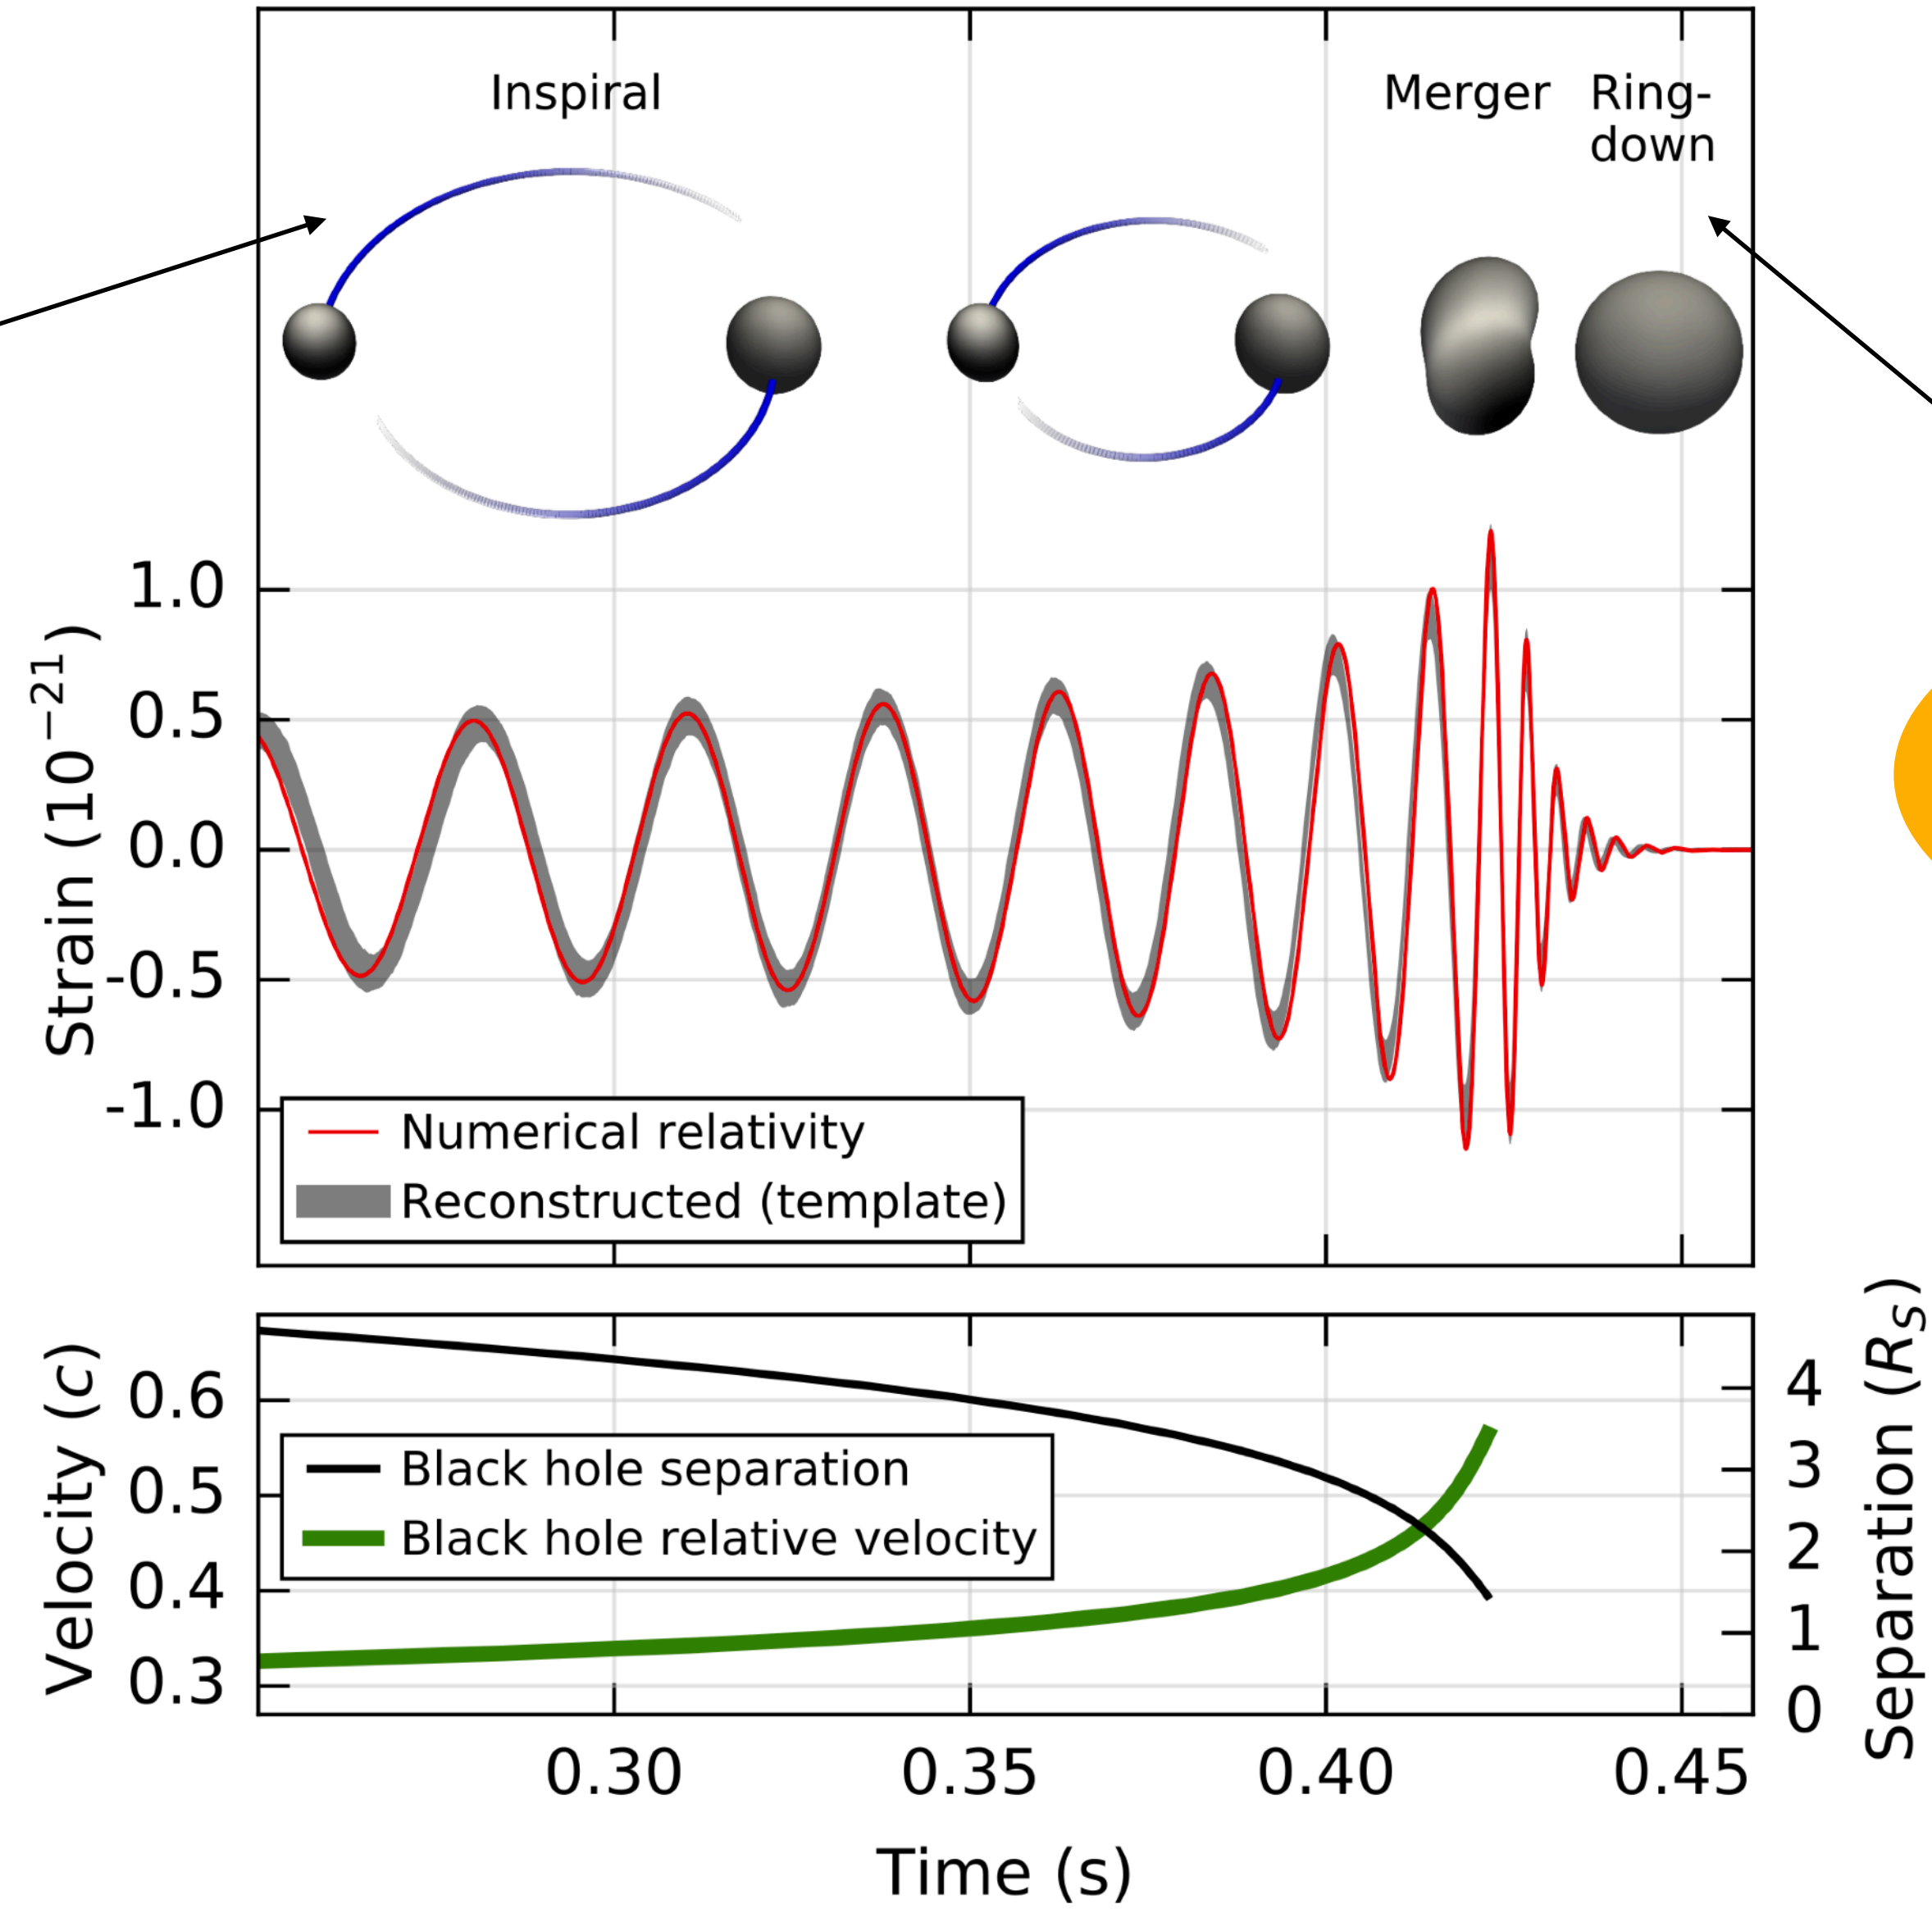 Inspiral
Merger
Ring-
down
Strain (10⁻²¹)
1.0
0.5
0.0
-0.5
-1.0
Numerical relativity
Reconstructed (template)
Velocity (c)
0.6
0.5
0.4
0.3
Black hole separation
Black hole relative velocity
4
3
2
1
0
Separation (R_S)
0.30
0.35
0.40
0.45
Time (s)